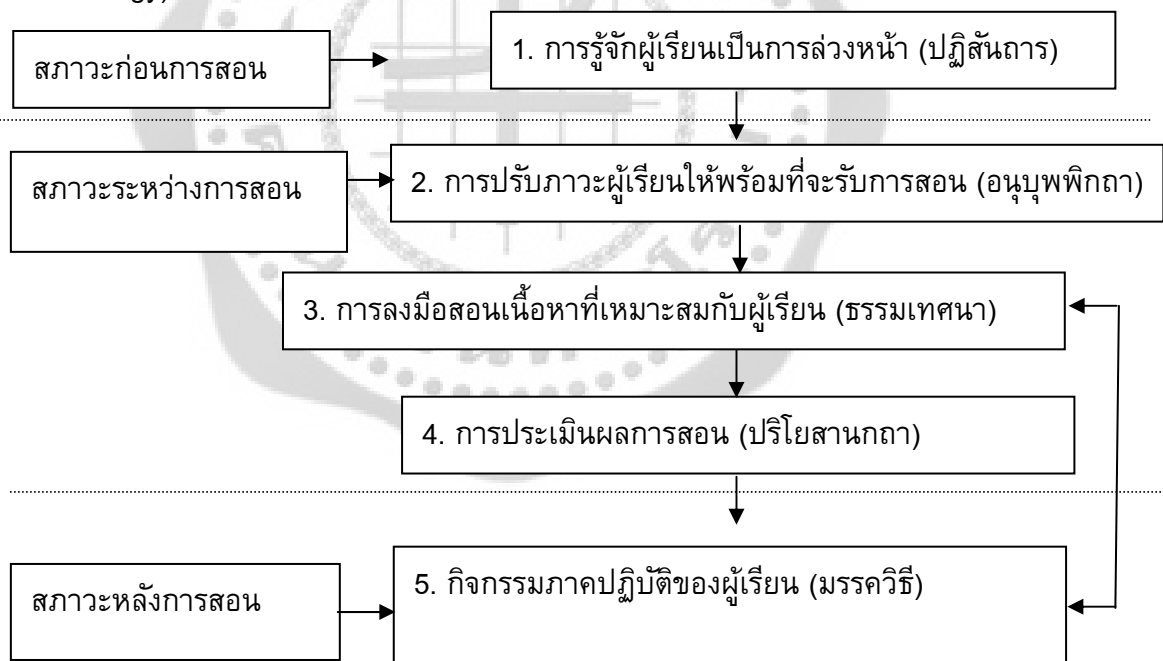 สภาวะก่อนการสอน
1. การรู้จักผู้เรียนเป็นการล่วงหน้า (ปฏิสันถาร)
สภาวะระหว่างการสอน
2. การปรับภาวะผู้เรียนให้พร้อมที่จะรับการสอน (อนุบุพพิกถา)
3. การลงมือสอนเนื้อหาที่เหมาะสมกับผู้เรียน (ธรรมเทศนา)
4. การประเมินผลการสอน (ปริโยสานกถา)
สภาวะหลังการสอน
5. กิจกรรมภาคปฏิบัติของผู้เรียน (มรรควิธี)